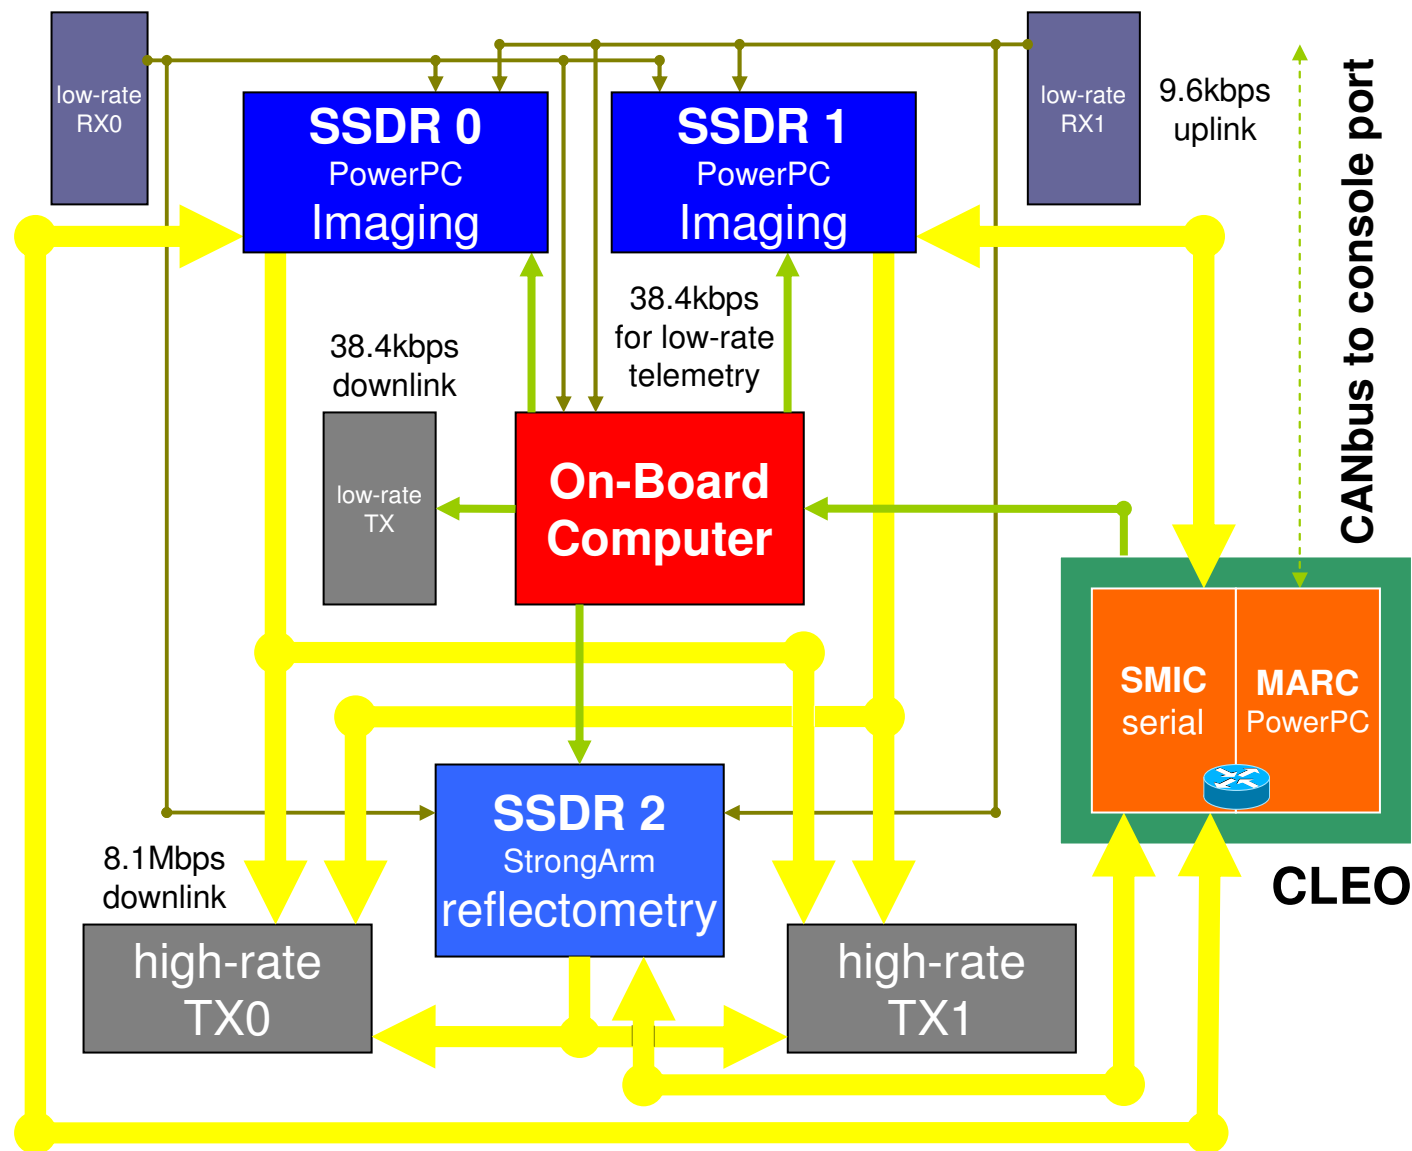 low-rate
RX0
SSDR 0
PowerPC
Imaging
SSDR 1
PowerPC
Imaging
low-rate
RX1
9.6kbps
uplink
CANbus to console port
38.4kbps
downlink
38.4kbps
for low-rate
telemetry
low-rate
TX
On-Board
Computer
SMIC
serial
MARC
PowerPC
CLEO
SSDR 2
StrongArm
reflectometry
8.1Mbps
downlink
high-rate
TX0
high-rate
TX1